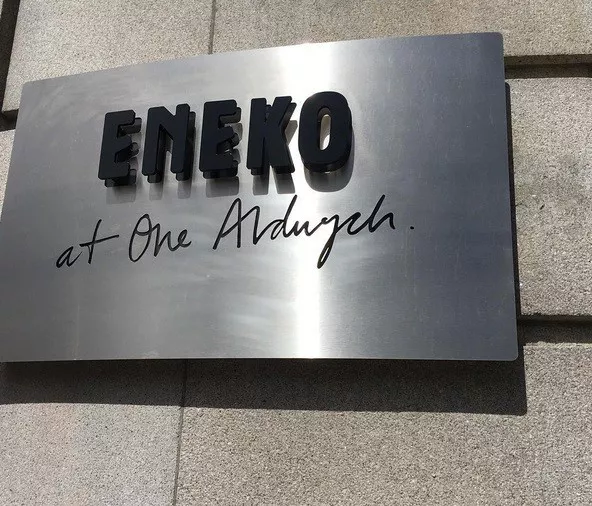 ENEKO
at One Aldwych.